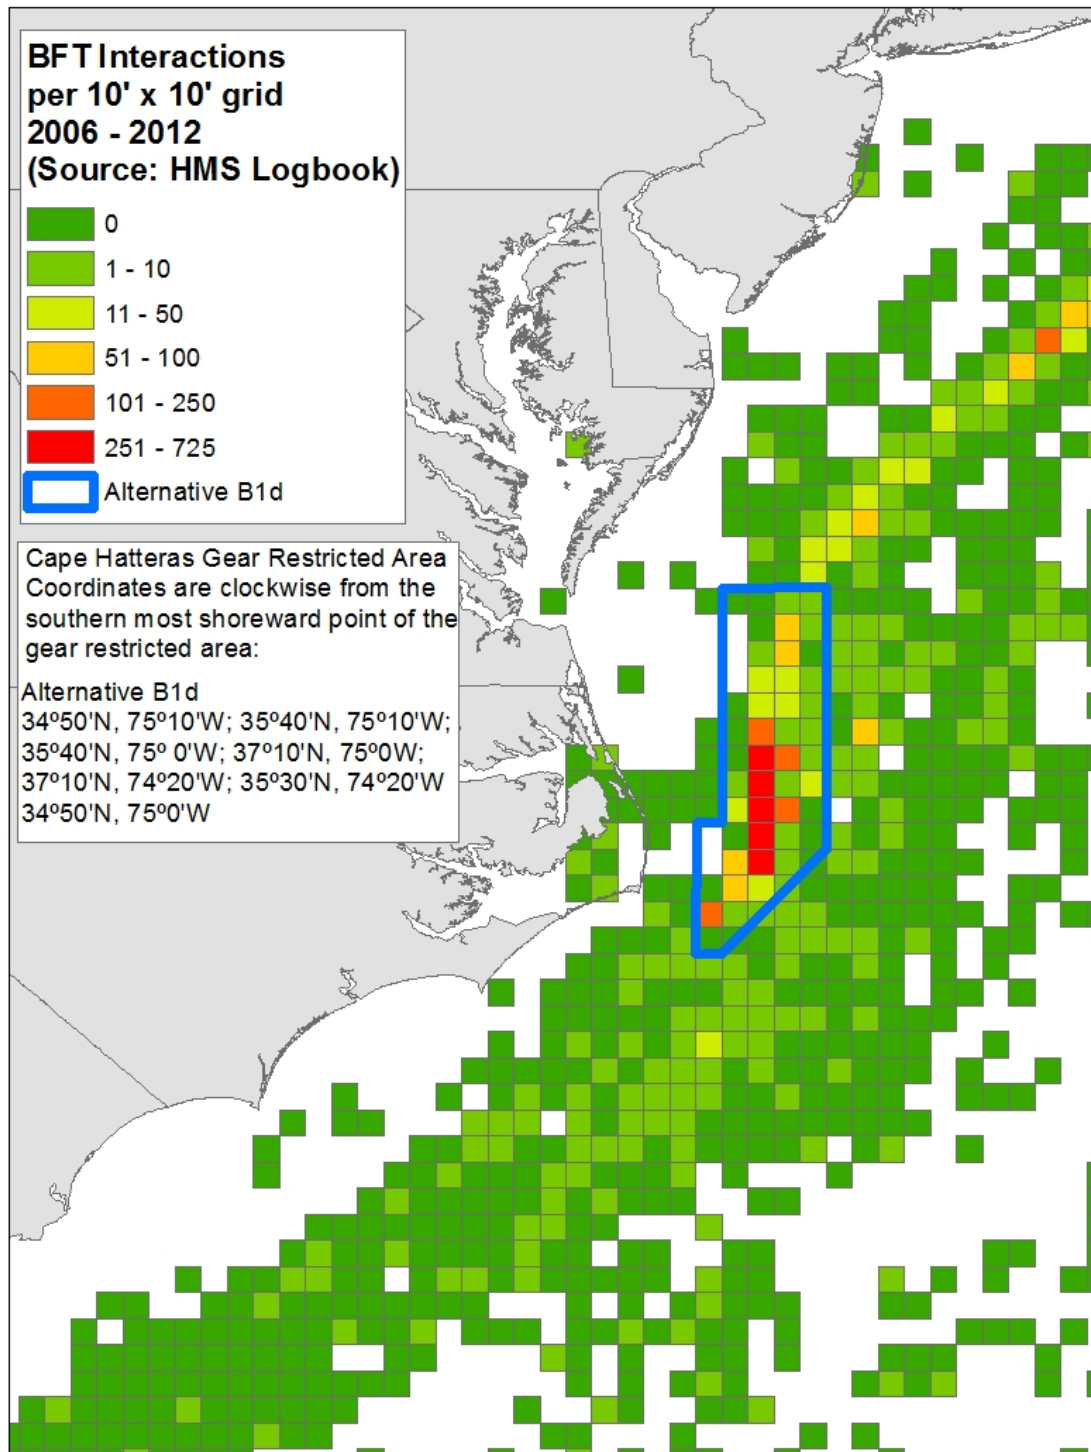 BFT Interactions
per 10' x 10' grid
2006 - 2012
(Source: HMS Logbook)
0
1 - 10
11 - 50
51 - 100
101 - 250
251 - 725
Alternative B1d
Cape Hatteras Gear Restricted Area
Coordinates are clockwise from the
southern most shoreward point of the
gear restricted area:
Alternative B1d
34º50'N, 75º10'W; 35º40'N, 75º10'W;
35º40'N, 75º 0'W; 37º10'N, 75º0W;
37º10'N, 74º20'W; 35º30'N, 74º20'W
34º50'N, 75º0'W